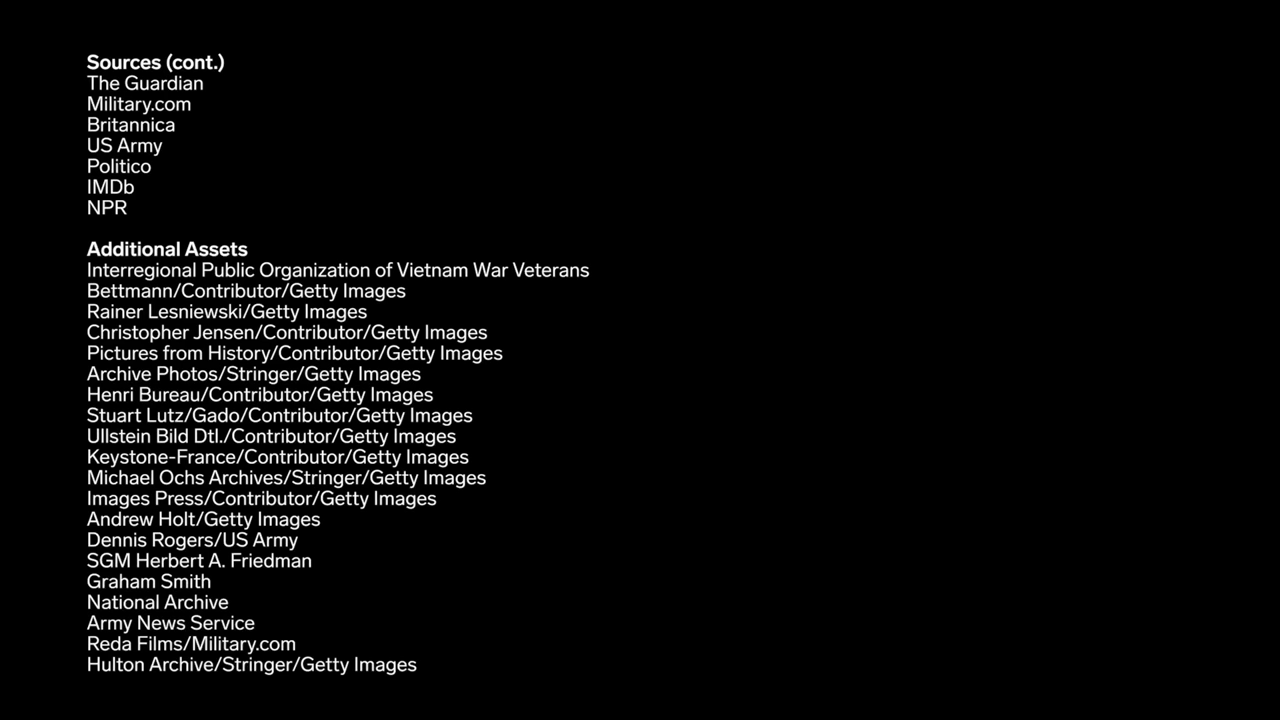 Sources (cont.)
The Guardian
Military.com
Britannica
US Army
Politico
IMDb
NPR
Additional Assets
Interregional Public Organization of Vietnam War Veterans
Bettmann/Contributor/Getty Images
Rainer Lesniewski/Getty Images
Christopher Jensen/Contributor/Getty Images
Pictures from History/Contributor/Getty Images
Archive Photos/Stringer/Getty Images
Henri Bureau/Contributor/Getty Images
Stuart Lutz/Gado/Contributor/Getty Images
Ullstein Bild Dtl./Contributor/Getty Images
Keystone-France/Contributor/Getty Images
Michael Ochs Archives/Stringer/Getty Images
Images Press/Contributor/Getty Images
Andrew Holt/Getty Images
Dennis Rogers/US Army
SGM Herbert A. Friedman
Graham Smith
National Archive
Army News Service
Reda Films/Military.com
Hulton Archive/Stringer/Getty Images